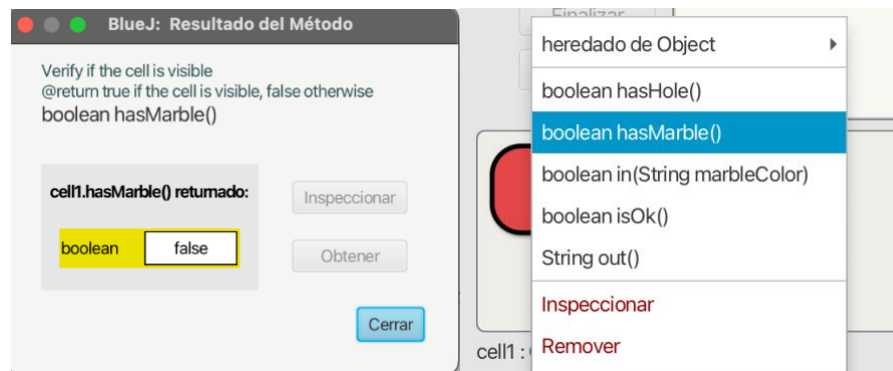 BlueJ: Resultado del Método
Verify if the cell is visible
@return true if the cell is visible, false otherwise
boolean hasMarble()
cell1.hasMarble() returnado:
boolean false
Inspeccionar
Obtener
Cerrar
Finalizar
heredado de Object
boolean hasHole()
boolean hasMarble()
boolean in(String marbleColor)
boolean isOk()
String out()
Inspeccionar
Remover
cell1 :